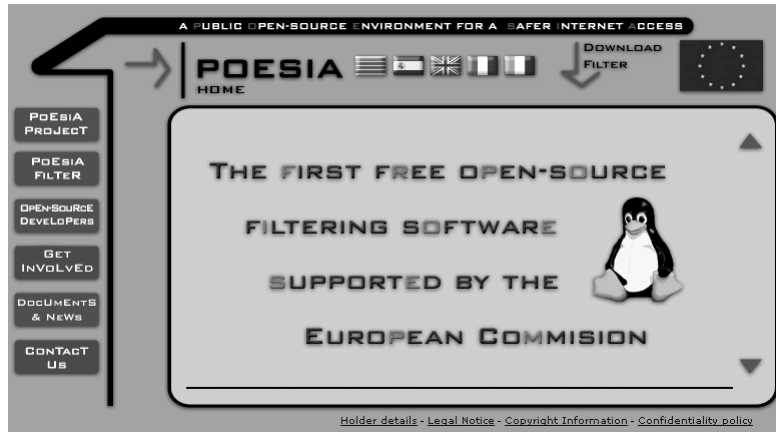 A PUBLIC OPEN-SOURCE ENVIRONMENT FOR A SAFER INTERNET ACCESS
POESIA
HOME
DOWNLOAD
FILTER
POESIA
PROJECT
POESIA
FILTER
OPEN-SOURCE
DEVELOPERS
GET
INVOLVED
DOCUMENTS
& NEWS
CONTACT
US
THE FIRST FREE OPEN-SOURCE
FILTERING SOFTWARE
SUPPORTED BY THE
EUROPEAN COMMISION
Holder details - Legal Notice - Copyright Information - Confidentiality policy